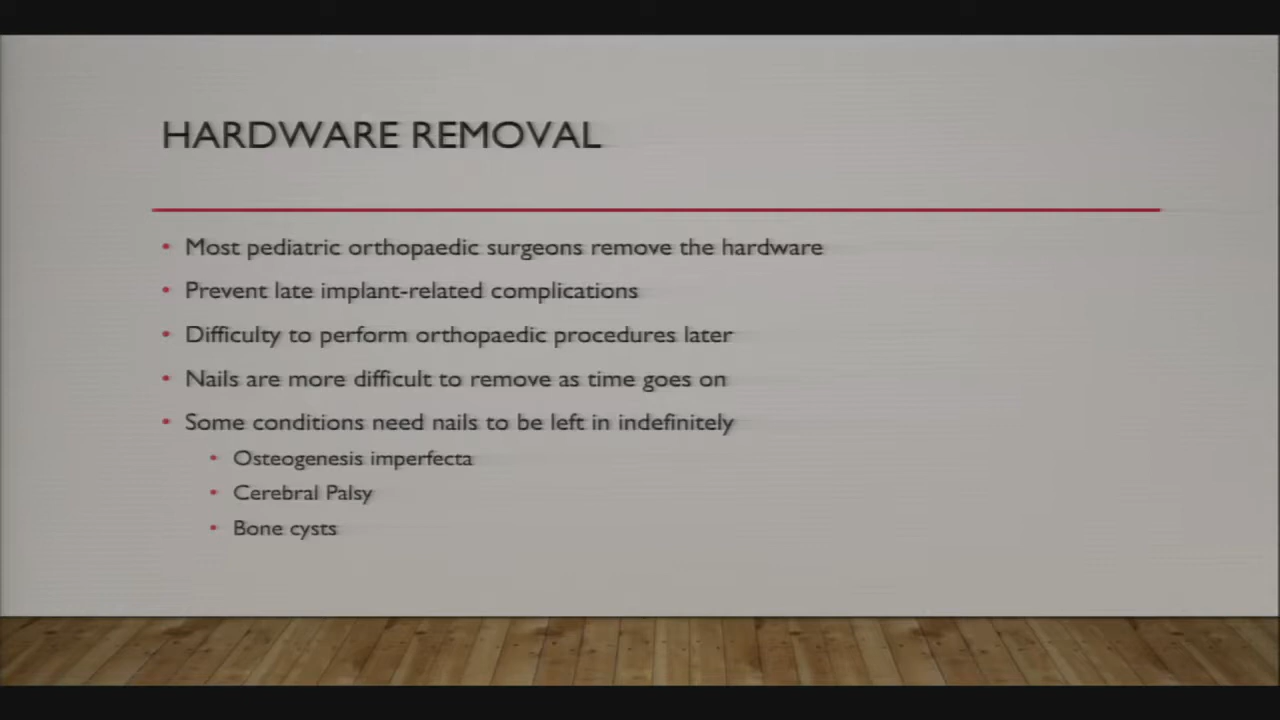 HARDWARE REMOVAL
• Most pediatric orthopaedic surgeons remove the hardware
• Prevent late implant-related complications
• Difficulty to perform orthopaedic procedures later
• Nails are more difficult to remove as time goes on
• Some conditions need nails to be left in indefinitely
• Osteogenesis imperfecta
• Cerebral Palsy
• Bone cysts